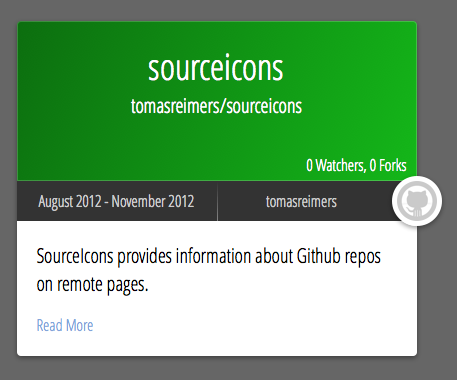 sourceicons
tomasreimers/sourceicons
0 Watchers, 0 Forks
August 2012 - November 2012
tomasreimers
SourceIcons provides information about Github repos
on remote pages.
Read More